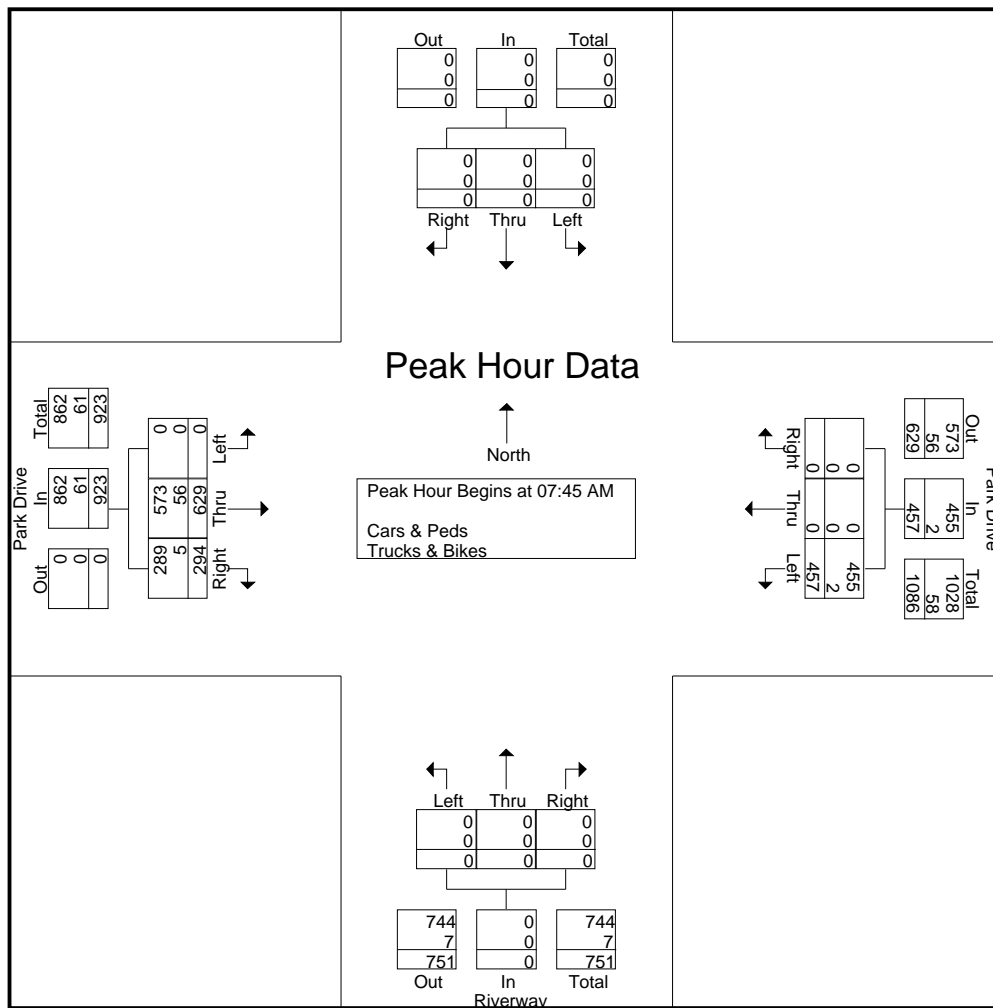 Out In Total
0 0 0
0 0 0
0 0 0
0 0 0
0 0 0
0 0 0
Right Thru Left
Peak Hour Data
North
Peak Hour Begins at 07:45 AM
Cars & Peds
Trucks & Bikes
Park Drive
Out In Total
0 862 862
0 61 61
0 923 923
Left Thru Right
0 573 289
0 56 5
0 629 294
Right Thru Left
0 0 455
0 0 2
0 0 457
Out In Total
573 455 1028
56 2 58
629 457 1086
Park Drive
Left Thru Right
0 0 0
0 0 0
0 0 0
744 0 744
7 0 7
751 0 751
Out In Total
Riverway